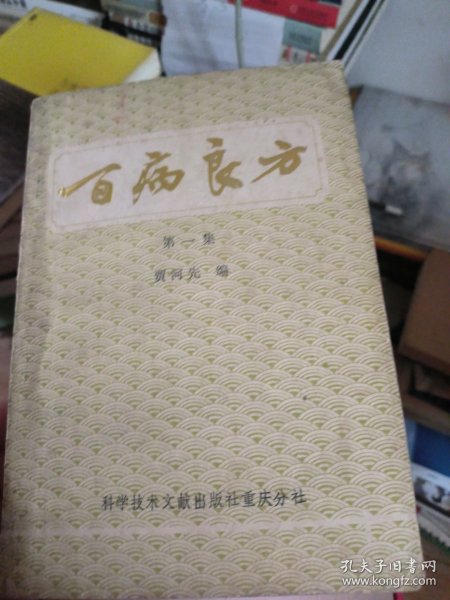 百病良方
第一集
贾河先 编
科学技术文献出版社重庆分社
孔夫子旧书网
www.kongfz.com